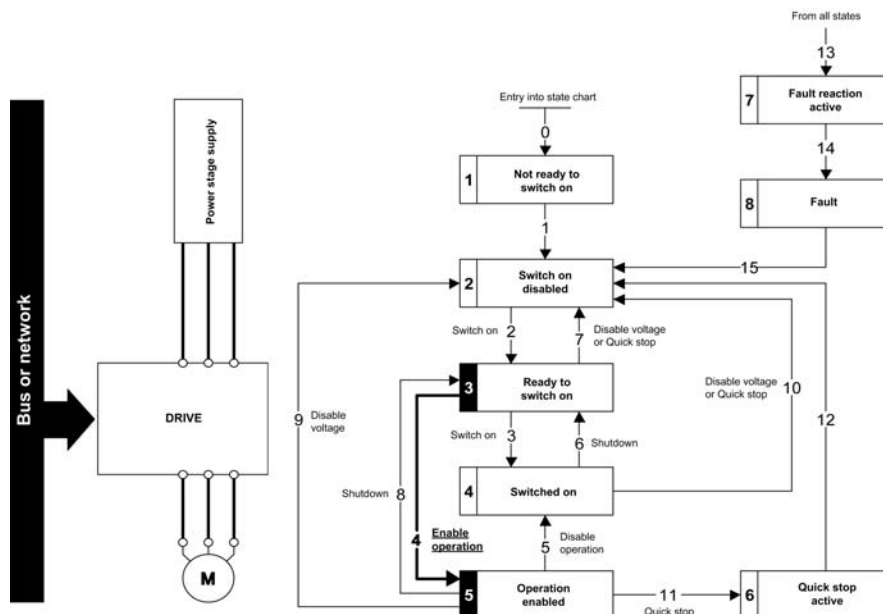 Bus or network
Power stage supply
DRIVE
M
From all states
13
7
Fault reaction
active
14
8
Fault
15
Entry into state chart
0
1
Not ready to
switch on
1
2
Switch on
disabled
Switch on
2
7
Disable voltage
or Quick stop
3
Ready to
switch on
Switch on
3
6
Shutdown
4
Switched on
Disable voltage
or Quick stop
10
12
9
Disable
voltage
Shutdown
8
4
Enable
operation
5
Disable
operation
5
Operation
enabled
11
Quick stop
6
Quick stop
active